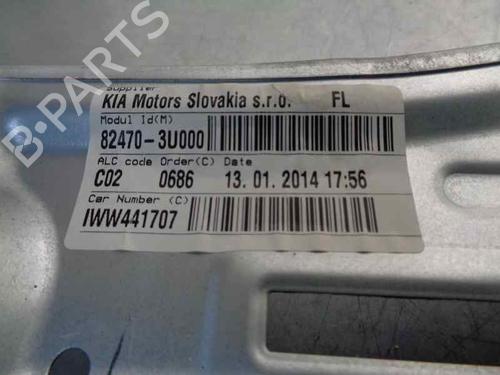 B-PARTS
Supplier
KIA Motors Slovakia s.r.o. FL
Modul Id(M)
82470-3U000
ALC code Order(C) Date
C02 0686 13. 01. 2014 17:56
Car Number (C)
IWW441707